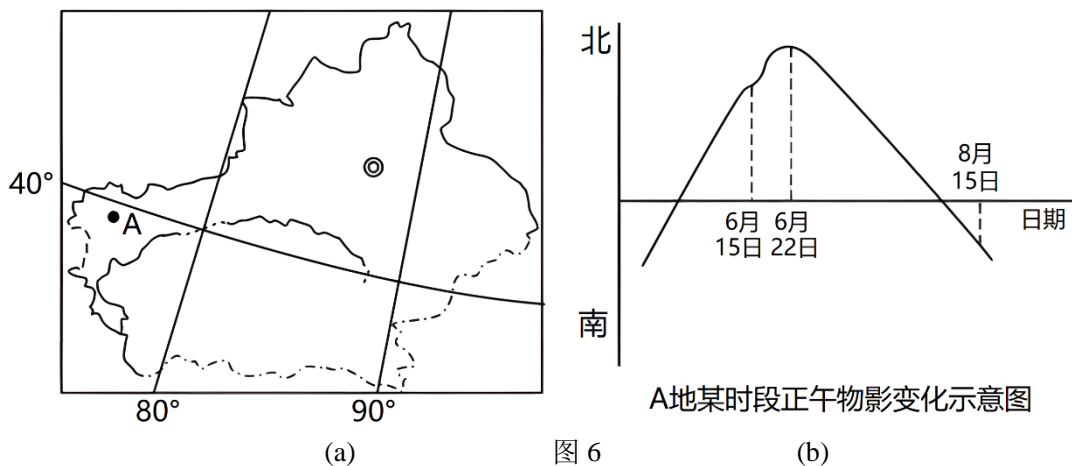 40°
A
80°
90°
(a)
北
南
6月
15日
6月
22日
8月
15日
日期
A地某时段正午物影变化示意图
图 6
(b)